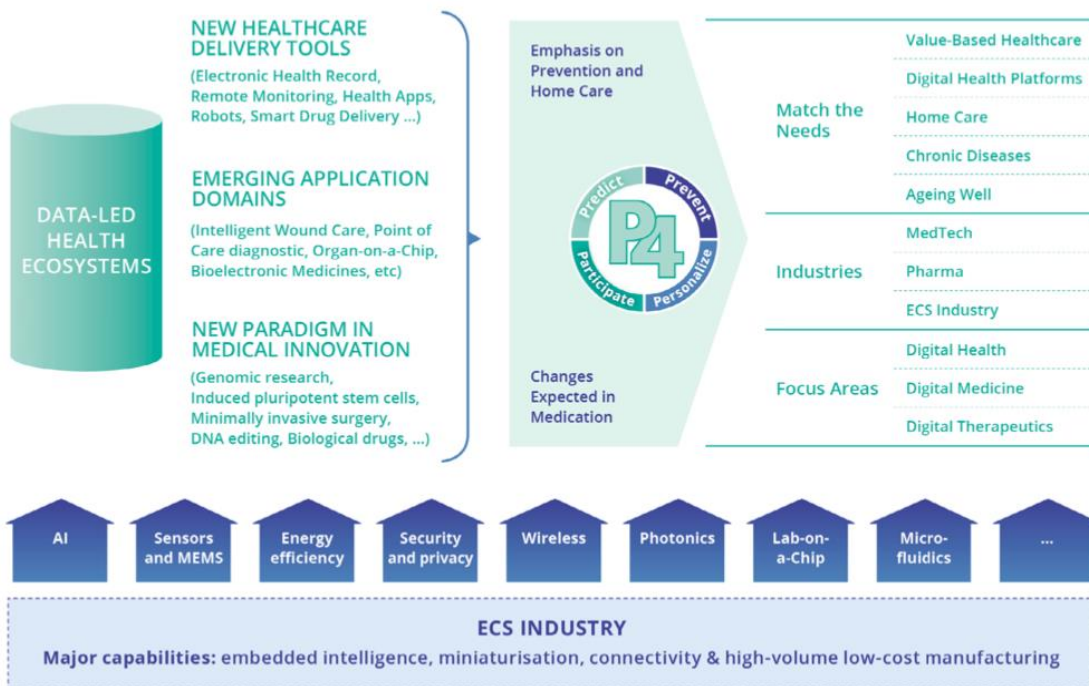 DATA-LED
HEALTH
ECOSYSTEMS
NEW HEALTHCARE
DELIVERY TOOLS
(Electronic Health Record,
Remote Monitoring, Health Apps,
Robots, Smart Drug Delivery ...)
EMERGING APPLICATION
DOMAINS
(Intelligent Wound Care, Point of
Care diagnostic, Organ-on-a-Chip,
Bioelectronic Medicines, etc)
NEW PARADIGM IN
MEDICAL INNOVATION
(Genomic research,
Induced pluripotent stem cells,
Minimally invasive surgery,
DNA editing, Biological drugs, ...)
Emphasis on
Prevention and
Home Care
Predict
Prevent
P4
Participate
Personalize
Changes
Expected in
Medication
Match the
Needs
Value-Based Healthcare
Digital Health Platforms
Home Care
Chronic Diseases
Ageing Well
Industries
MedTech
Pharma
ECS Industry
Focus Areas
Digital Health
Digital Medicine
Digital Therapeutics
AI
Sensors
and MEMS
Energy
efficiency
Security
and privacy
Wireless
Photonics
Lab-on-
a-Chip
Micro-
fluidics
...
ECS INDUSTRY
Major capabilities: embedded intelligence, miniaturisation, connectivity & high-volume low-cost manufacturing